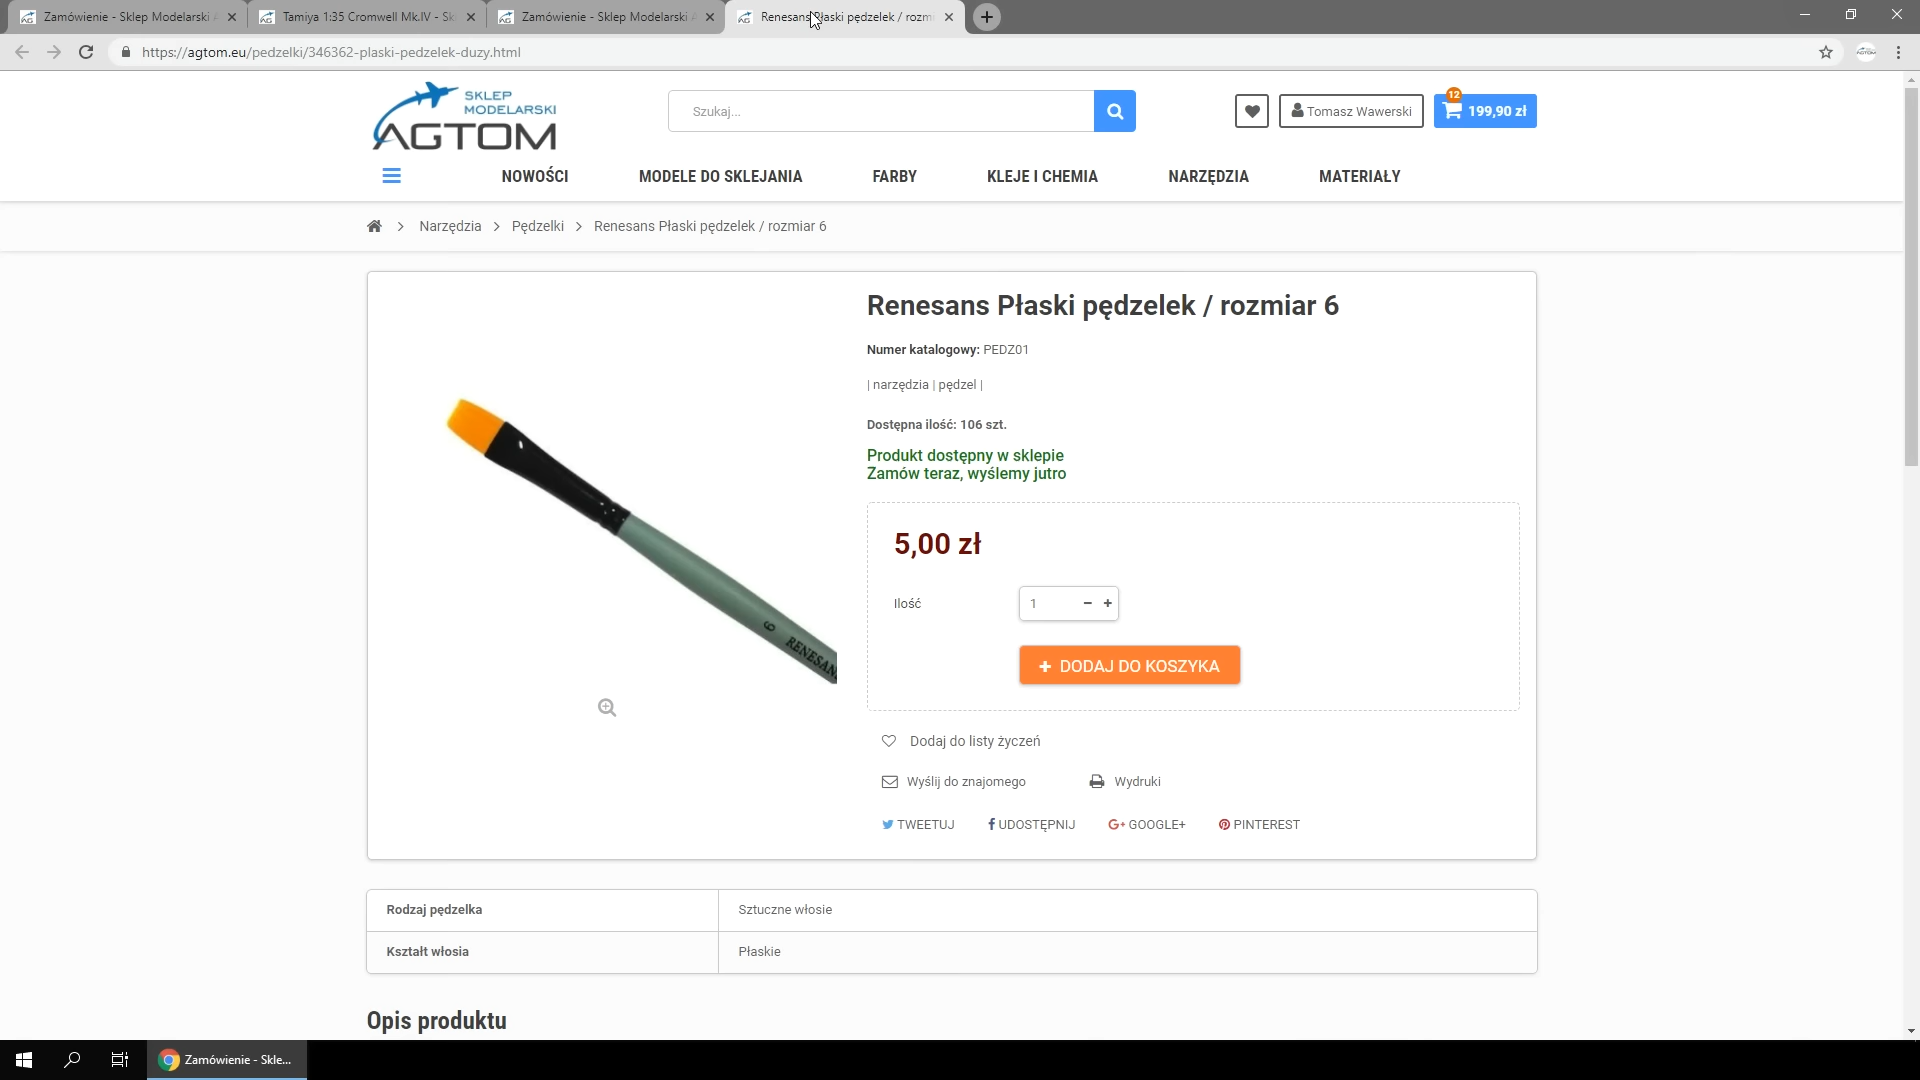 Zamówienie - Sklep Modelarski
Tamiya 1:35 Cromwell Mk.IV - Sk
Zamówienie - Sklep Modelarski
Renesans Płaski pędzelek / rozm
https://agtom.eu/pedzelki/346362-plaski-pedzelek-duzy.html
SKLEP
MODELARSKI
AGTOM
Szukaj...
Tomasz Wawerski
12
199,90 zł
NOWOŚCI
MODELE DO SKLEJANIA
FARBY
KLEJE I CHEMIA
NARZĘDZIA
MATERIAŁY
Narzędzia > Pędzelki > Renesans Płaski pędzelek / rozmiar 6
Renesans Płaski pędzelek / rozmiar 6
Numer katalogowy: PEDZ01
| narzędzia | pędzel |
Dostępna ilość: 106 szt.
Produkt dostępny w sklepie
Zamów teraz, wyślemy jutro
5,00 zł
Ilość
1
DODAJ DO KOSZYKA
6 RENESAN
Dodaj do listy życzeń
Wyślij do znajomego
Wydruki
TWEETUJ
UDOSTĘPNIJ
GOOGLE+
PINTEREST
Rodzaj pędzelka
Sztuczne włosie
Kształt włosia
Płaskie
Opis produktu
Zamówienie - Skle...